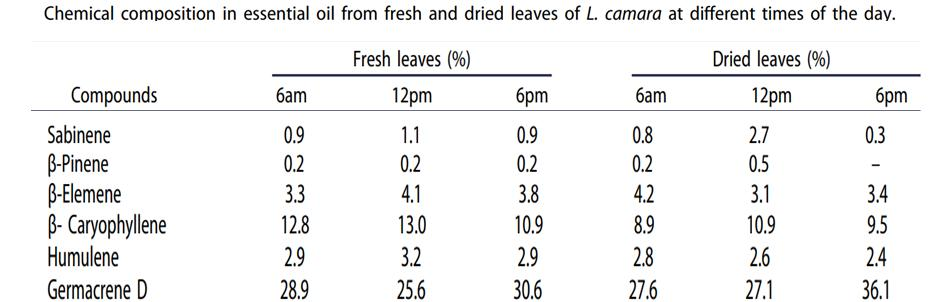 Chemical composition in essential oil from fresh and dried leaves of L. camara at different times of the day.
Fresh leaves (%) Dried leaves (%)
Compounds 6am 12pm 6pm 6am 12pm 6pm
Sabinene 0.9 1.1 0.9 0.8 2.7 0.3
β-Pinene 0.2 0.2 0.2 0.2 0.5 –
β-Elemene 3.3 4.1 3.8 4.2 3.1 3.4
β- Caryophyllene 12.8 13.0 10.9 8.9 10.9 9.5
Humulene 2.9 3.2 2.9 2.8 2.6 2.4
Germacrene D 28.9 25.6 30.6 27.6 27.1 36.1